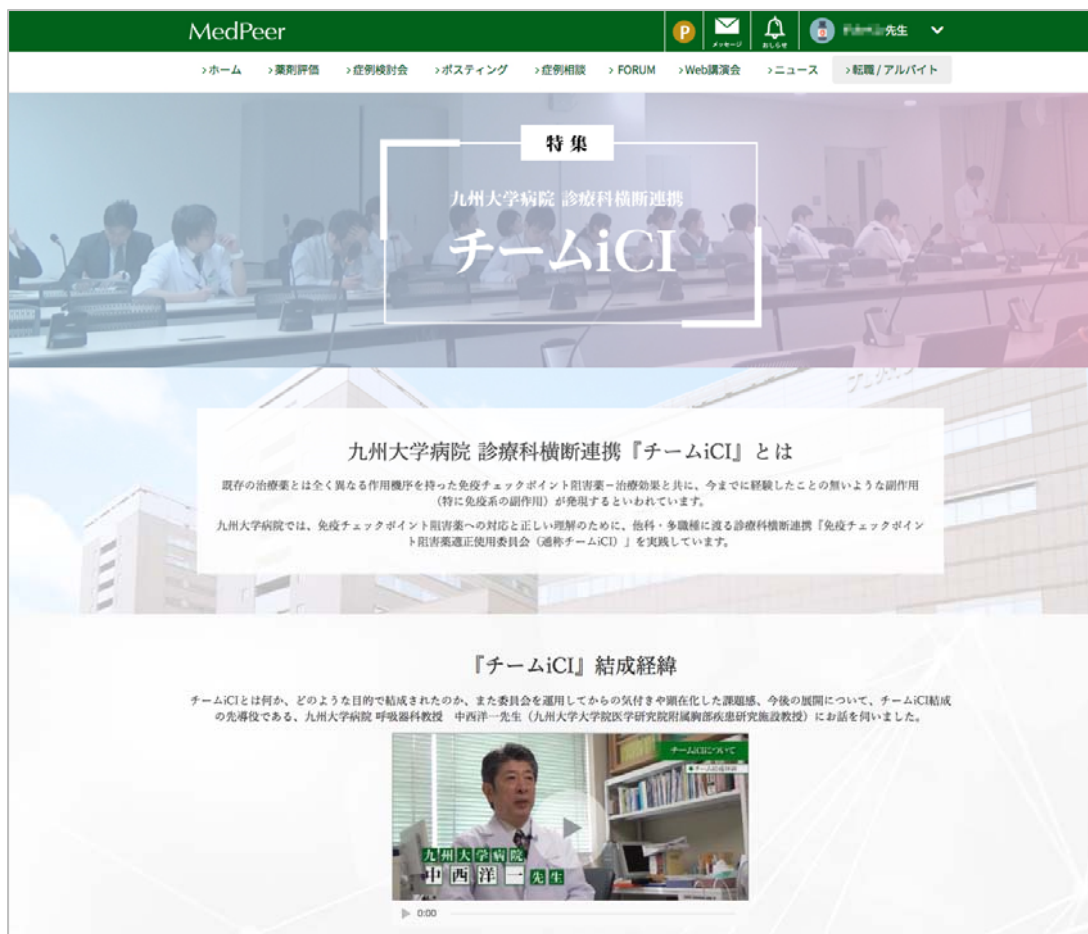 MedPeer
P
メッセージ
おしらせ
先生
›ホーム ›薬剤評価 ›症例検討会 ›ポスティング ›症例相談 › FORUM ›Web講演会 ›ニュース ›転職 / アルバイト
特集
九州大学病院 診療科横断連携
チームiCI
九州大学病院 診療科横断連携『チームiCI』とは
既存の治療薬とは全く異なる作用機序を持った免疫チェックポイント阻害薬－治療効果と共に、今までに経験したことの無いような副作用
（特に免疫系の副作用）が発現するといわれています。
九州大学病院では、免疫チェックポイント阻害薬への対応と正しい理解のために、他科・多職種に渡る診療科横断連携『免疫チェックポイン
ト阻害薬適正使用委員会（通称チームiCI）」を実践しています。
『チームiCI』結成経緯
チームiCIとは何か、どのような目的で結成されたのか、また委員会を運用してからの気付きや顕在化した課題感、今後の展開について、チームiCI結成
の先導役である、九州大学病院 呼吸器科教授　中西洋一先生（九州大学大学院医学研究院附属胸部疾患研究施設教授）にお話を伺いました。
チームiCIについて
九州大学病院
中西洋一先生
0:00